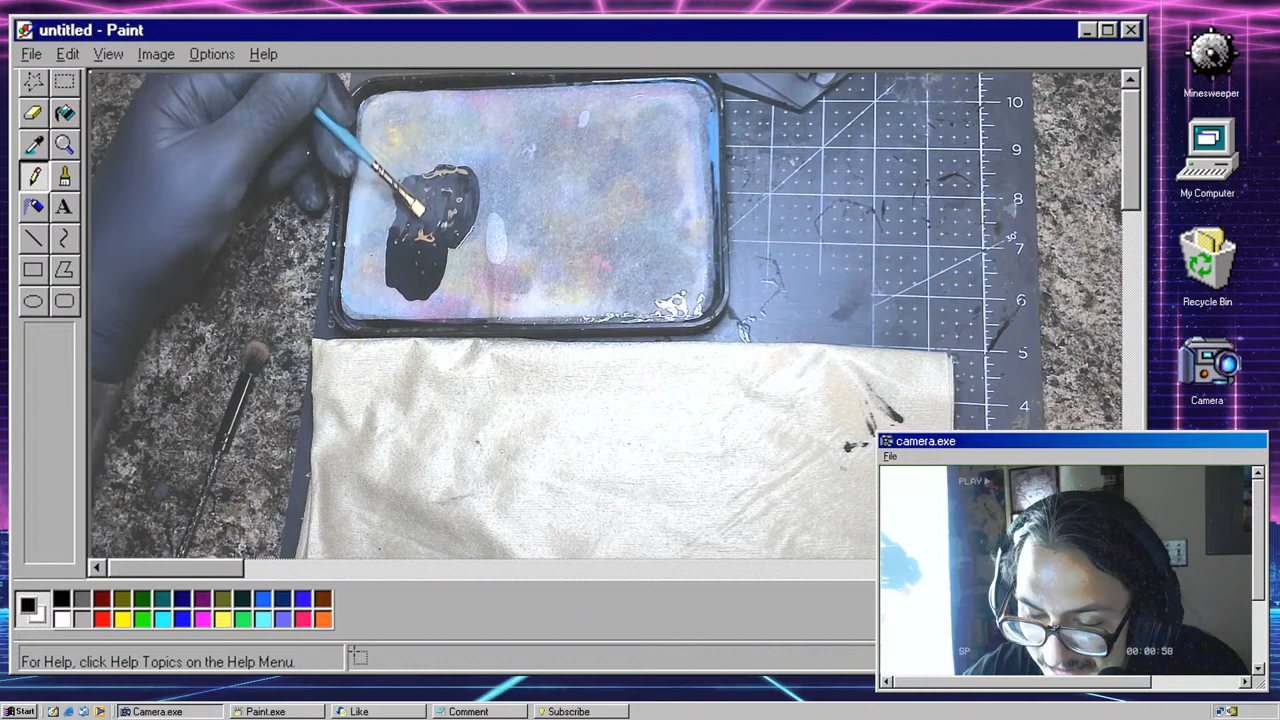 untitled - Paint
File Edit View Image Options Help
Minesweeper
My Computer
Recycle Bin
Camera
10
9
8
7
6
5
4
30°
camera.exe
File
PLAY
SP
00:00:58
For Help, click Help Topics on the Help Menu.
Start
Camera.exe
Paint.exe
Like
Comment
Subscribe